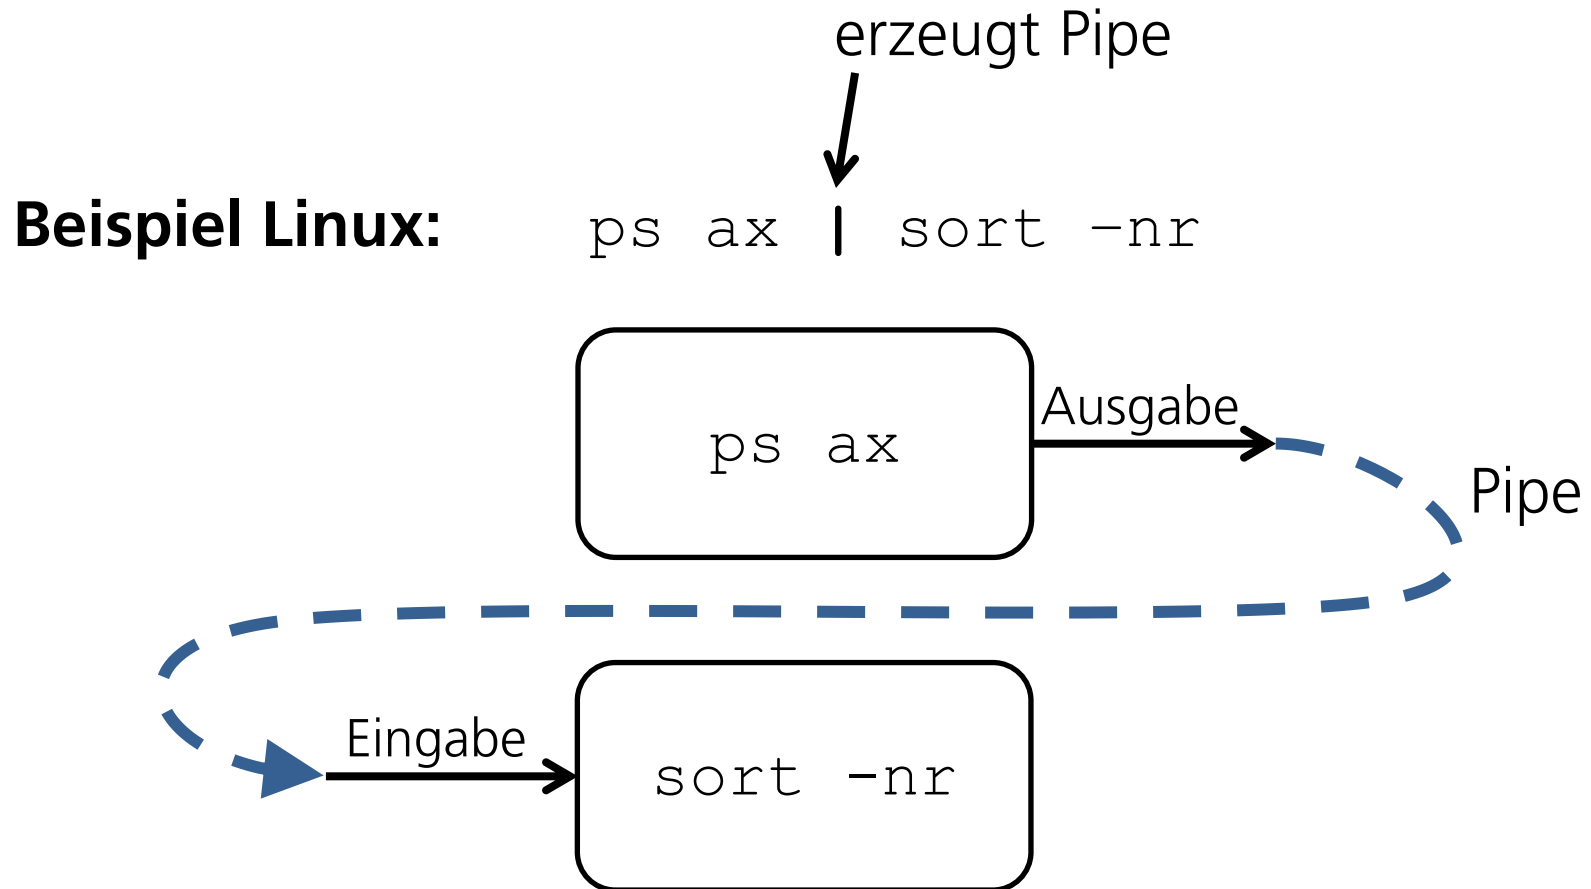 erzeugt Pipe
Beispiel Linux: ps ax | sort -nr
ps ax
Ausgabe
Pipe
Eingabe
sort -nr